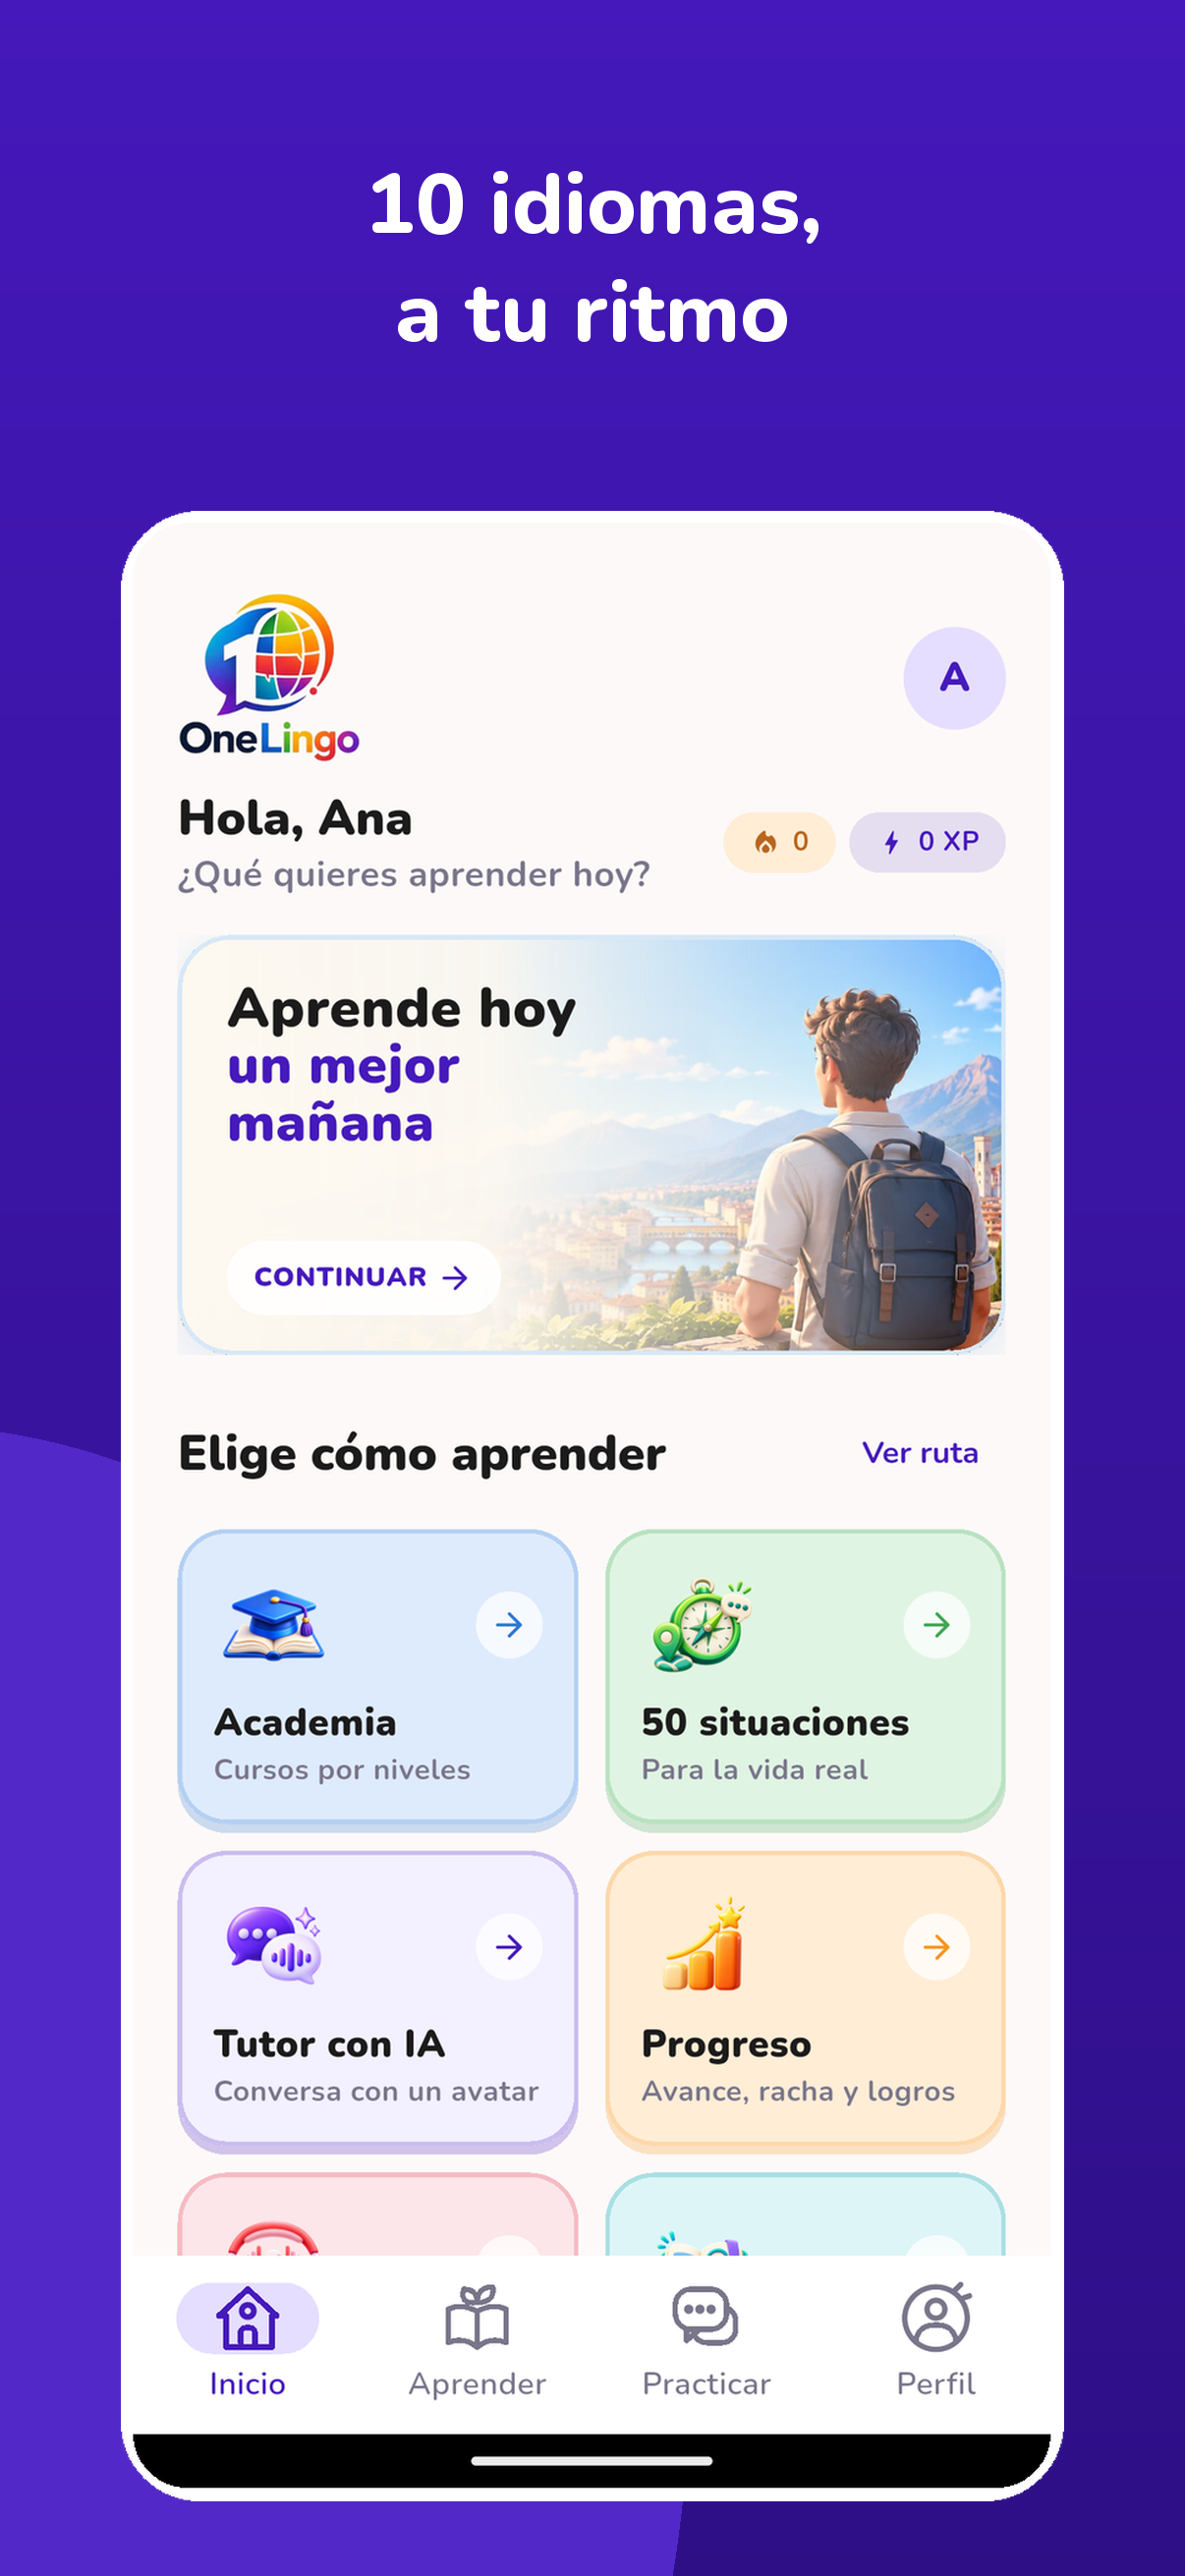 10 idiomas,
a tu ritmo
1
OneLingo
A
Hola, Ana
¿Qué quieres aprender hoy?
0
0 XP
Aprende hoy
un mejor
mañana
CONTINUAR
Elige cómo aprender
Ver ruta
Academia
Cursos por niveles
50 situaciones
Para la vida real
Tutor con IA
Conversa con un avatar
Progreso
Avance, racha y logros
Inicio
Aprender
Practicar
Perfil